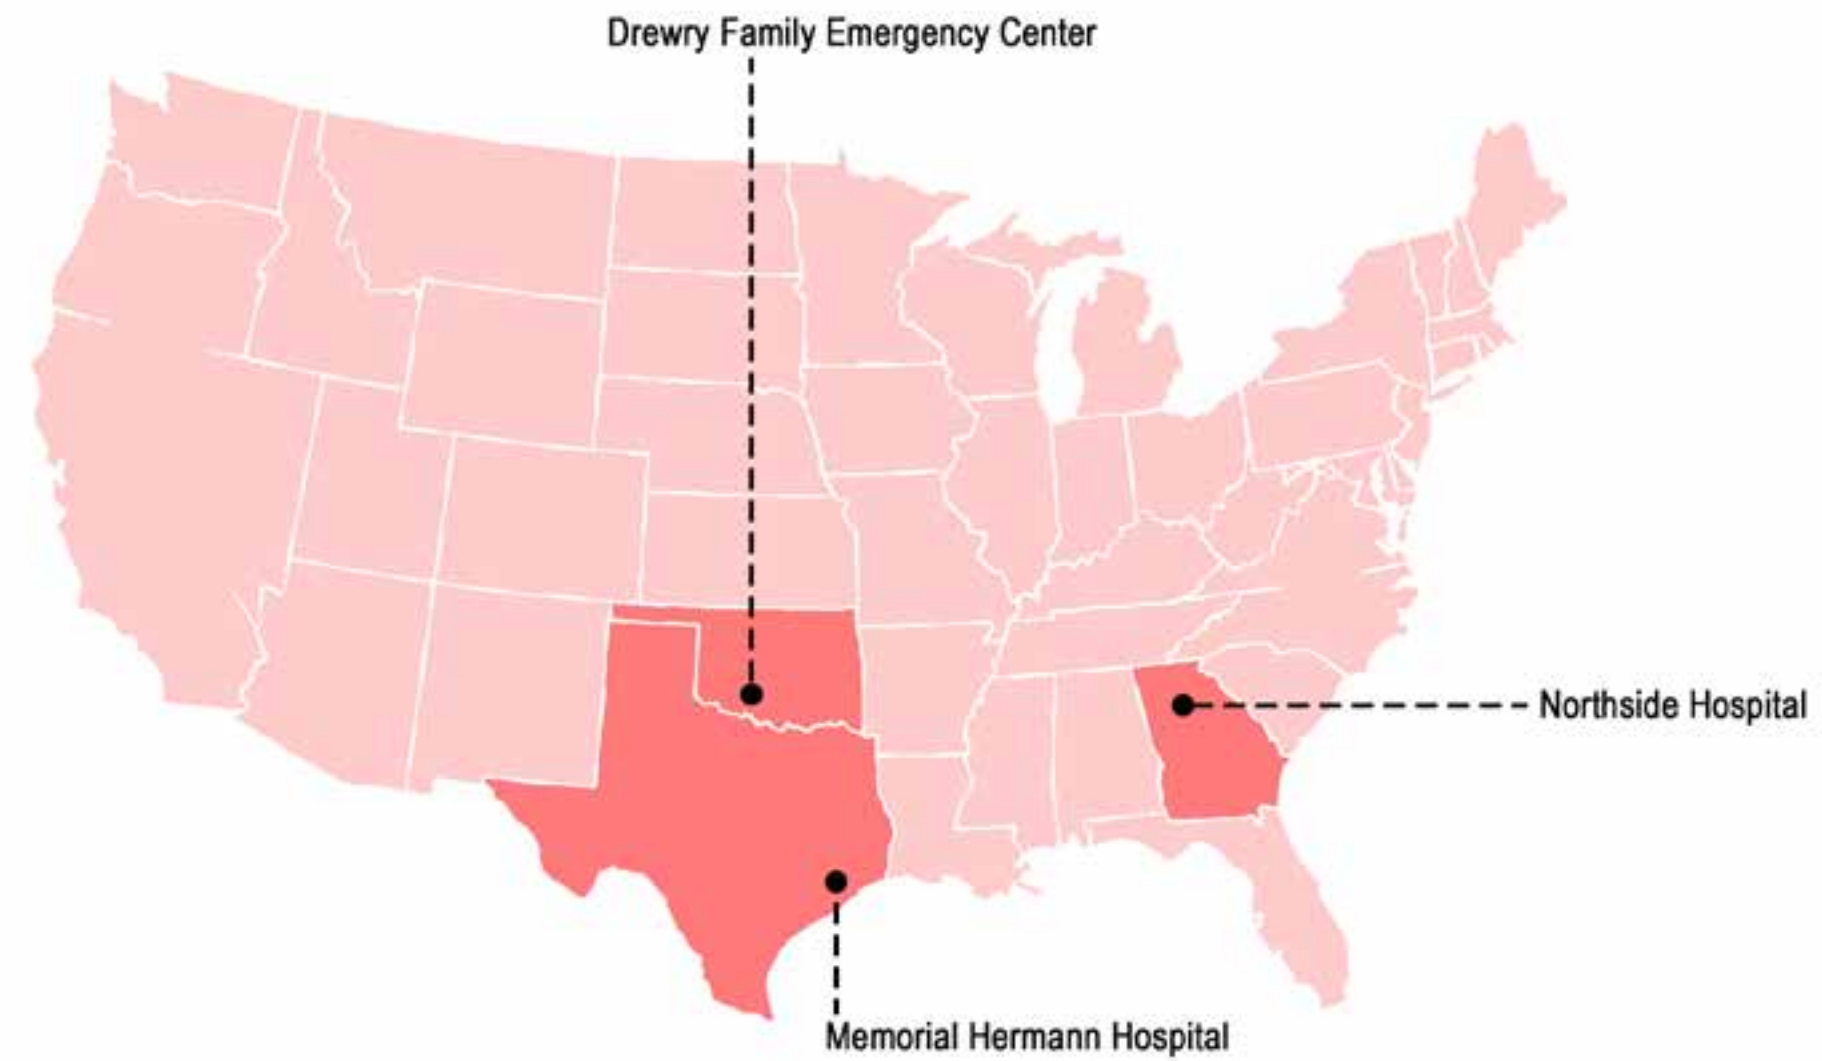 Drewry Family Emergency Center
Northside Hospital
Memorial Hermann Hospital